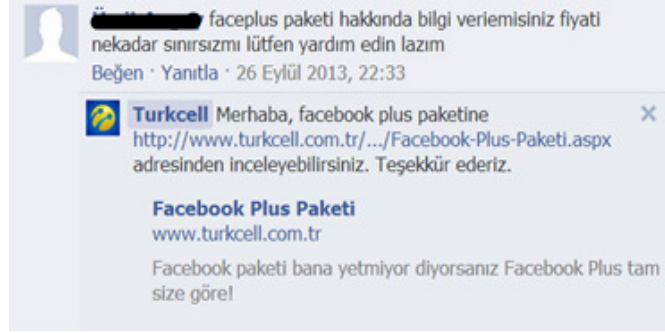 faceplus paketi hakkında bilgi veriemisiniz fiyati
nekadar sınırsızmı lütfen yardım edin lazım
Beğen · Yanıtla · 26 Eylül 2013, 22:33
Turkcell Merhaba, facebook plus paketine
http://www.turkcell.com.tr/.../Facebook-Plus-Paketi.aspx
adresinden inceleyebilirsiniz. Teşekkür ederiz.
Facebook Plus Paketi
www.turkcell.com.tr
Facebook paketi bana yetmiyor diyorsanız Facebook Plus tam
size göre!